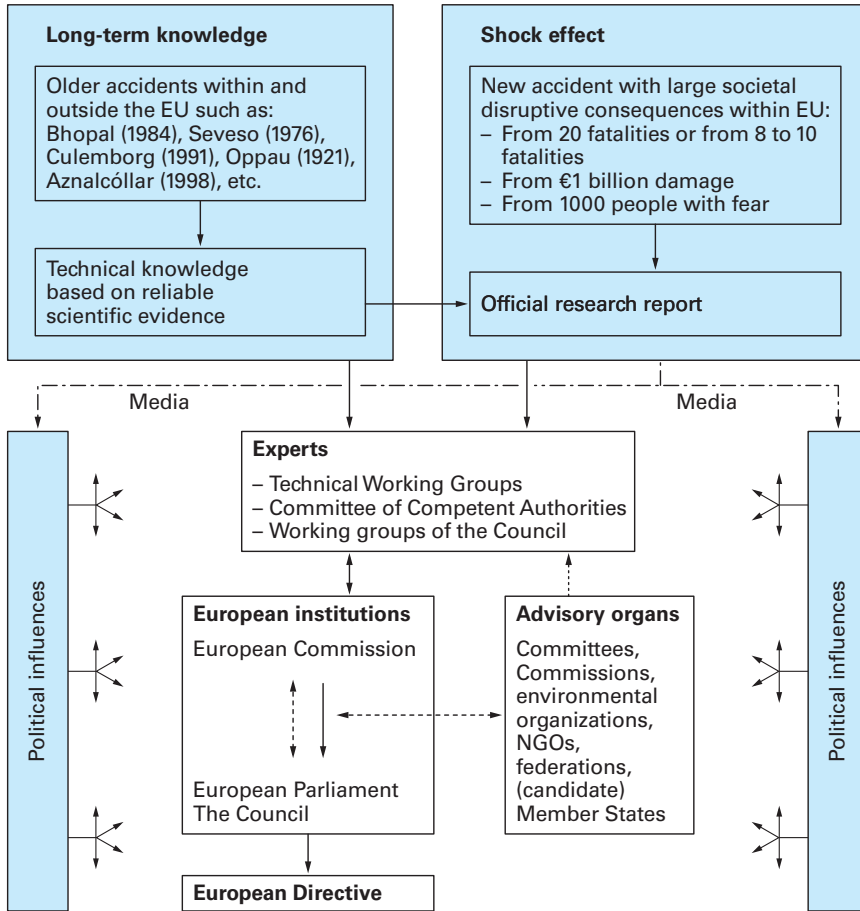 Long-term knowledge
Older accidents within and
outside the EU such as:
Bhopal (1984), Seveso (1976),
Culemborg (1991), Oppau (1921),
Aznalcóllar (1998), etc.
Technical knowledge
based on reliable
scientific evidence
Shock effect
New accident with large societal
disruptive consequences within EU:
– From 20 fatalities or from 8 to 10
fatalities
– From €1 billion damage
– From 1000 people with fear
Official research report
Media
Media
Political influences
Experts
– Technical Working Groups
– Committee of Competent Authorities
– Working groups of the Council
European institutions
European Commission
European Parliament
The Council
Advisory organs
Committees,
Commissions,
environmental
organizations,
NGOs,
federations,
(candidate)
Member States
Political influences
European Directive